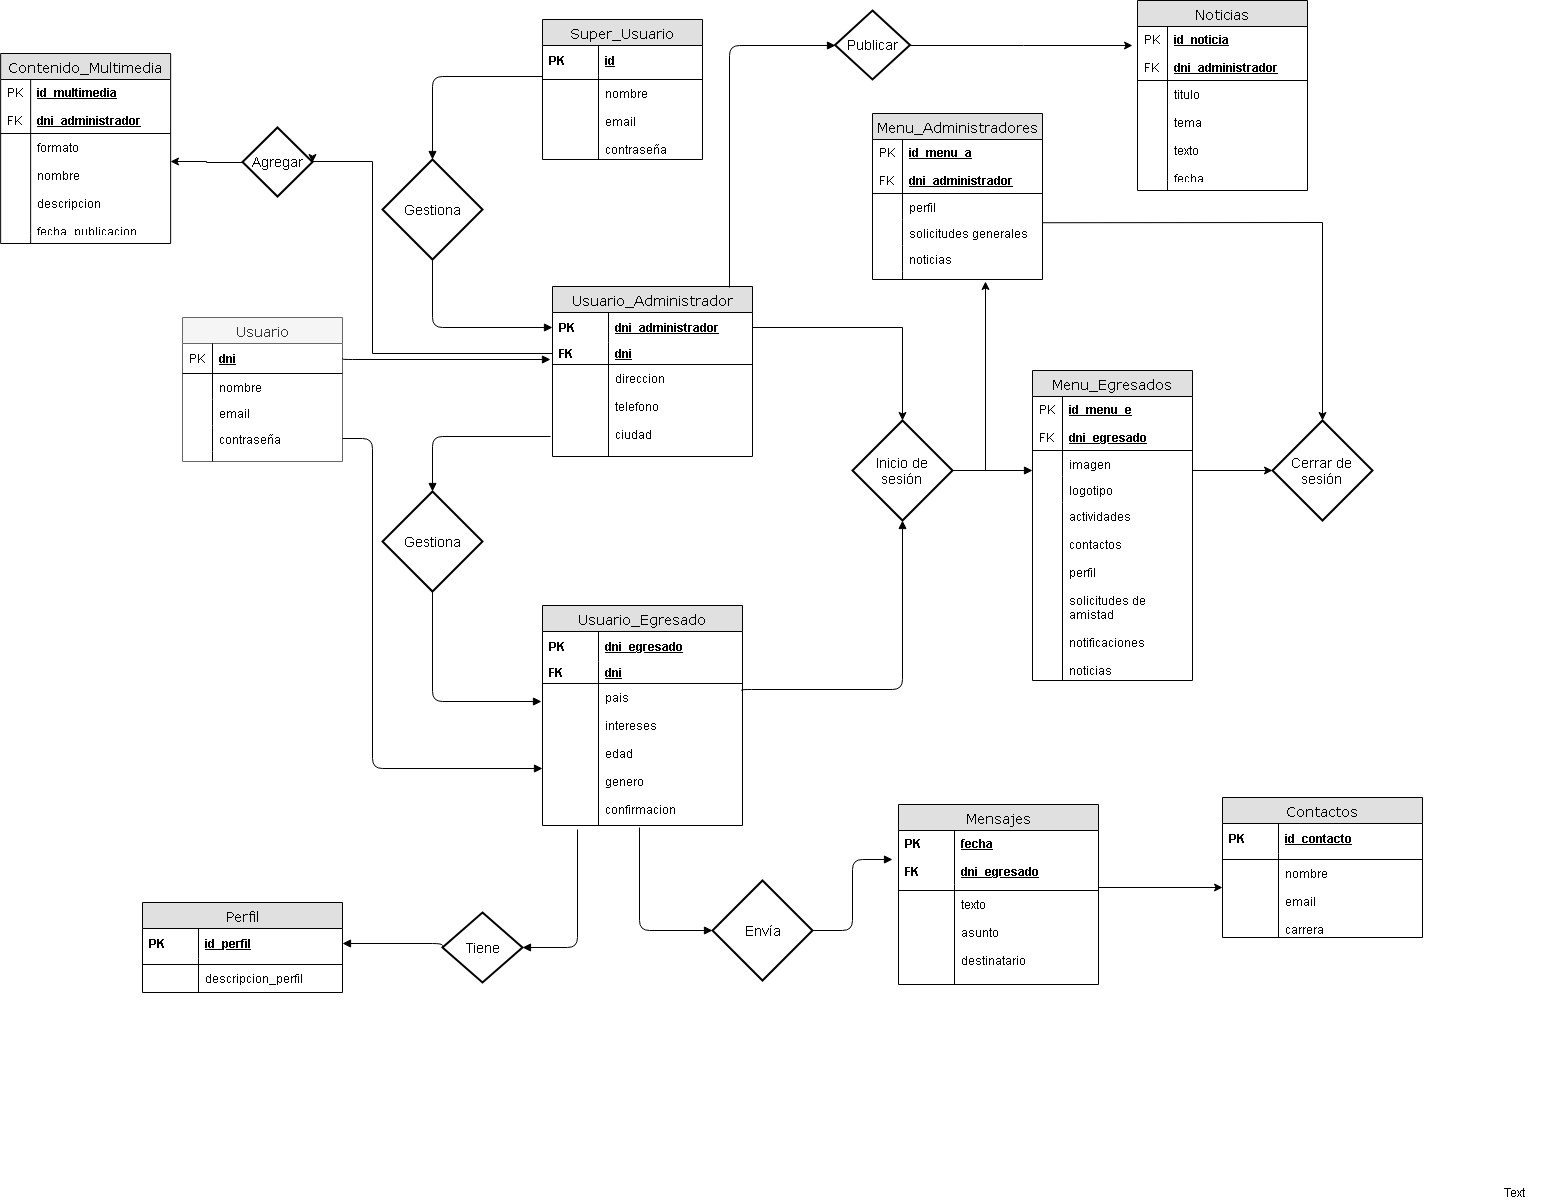 Noticias
PK id_noticia
FK dni_administrador
titulo
tema
texto
fecha
Publicar
Super_Usuario
PK id
nombre
email
contraseña
Contenido_Multimedia
PK id_multimedia
FK dni_administrador
formato
nombre
descripcion
fecha_publicacion
Agregar
Gestiona
Menu_Administradores
PK id_menu_a
FK dni_administrador
perfil
solicitudes generales
noticias
Usuario_Administrador
PK dni_administrador
FK dni
direccion
telefono
ciudad
Usuario
PK dni
nombre
email
contraseña
Menu_Egresados
PK id_menu_e
FK dni_egresado
imagen
logotipo
actividades
contactos
perfil
solicitudes de
amistad
notificaciones
noticias
Inicio de
sesión
Cerrar de
sesión
Gestiona
Usuario_Egresado
PK dni_egresado
FK dni
pais
intereses
edad
genero
confirmacion
Mensajes
PK fecha
FK dni_egresado
texto
asunto
destinatario
Contactos
PK id_contacto
nombre
email
carrera
Perfil
PK id_perfil
descripcion_perfil
Tiene
Envía
Text